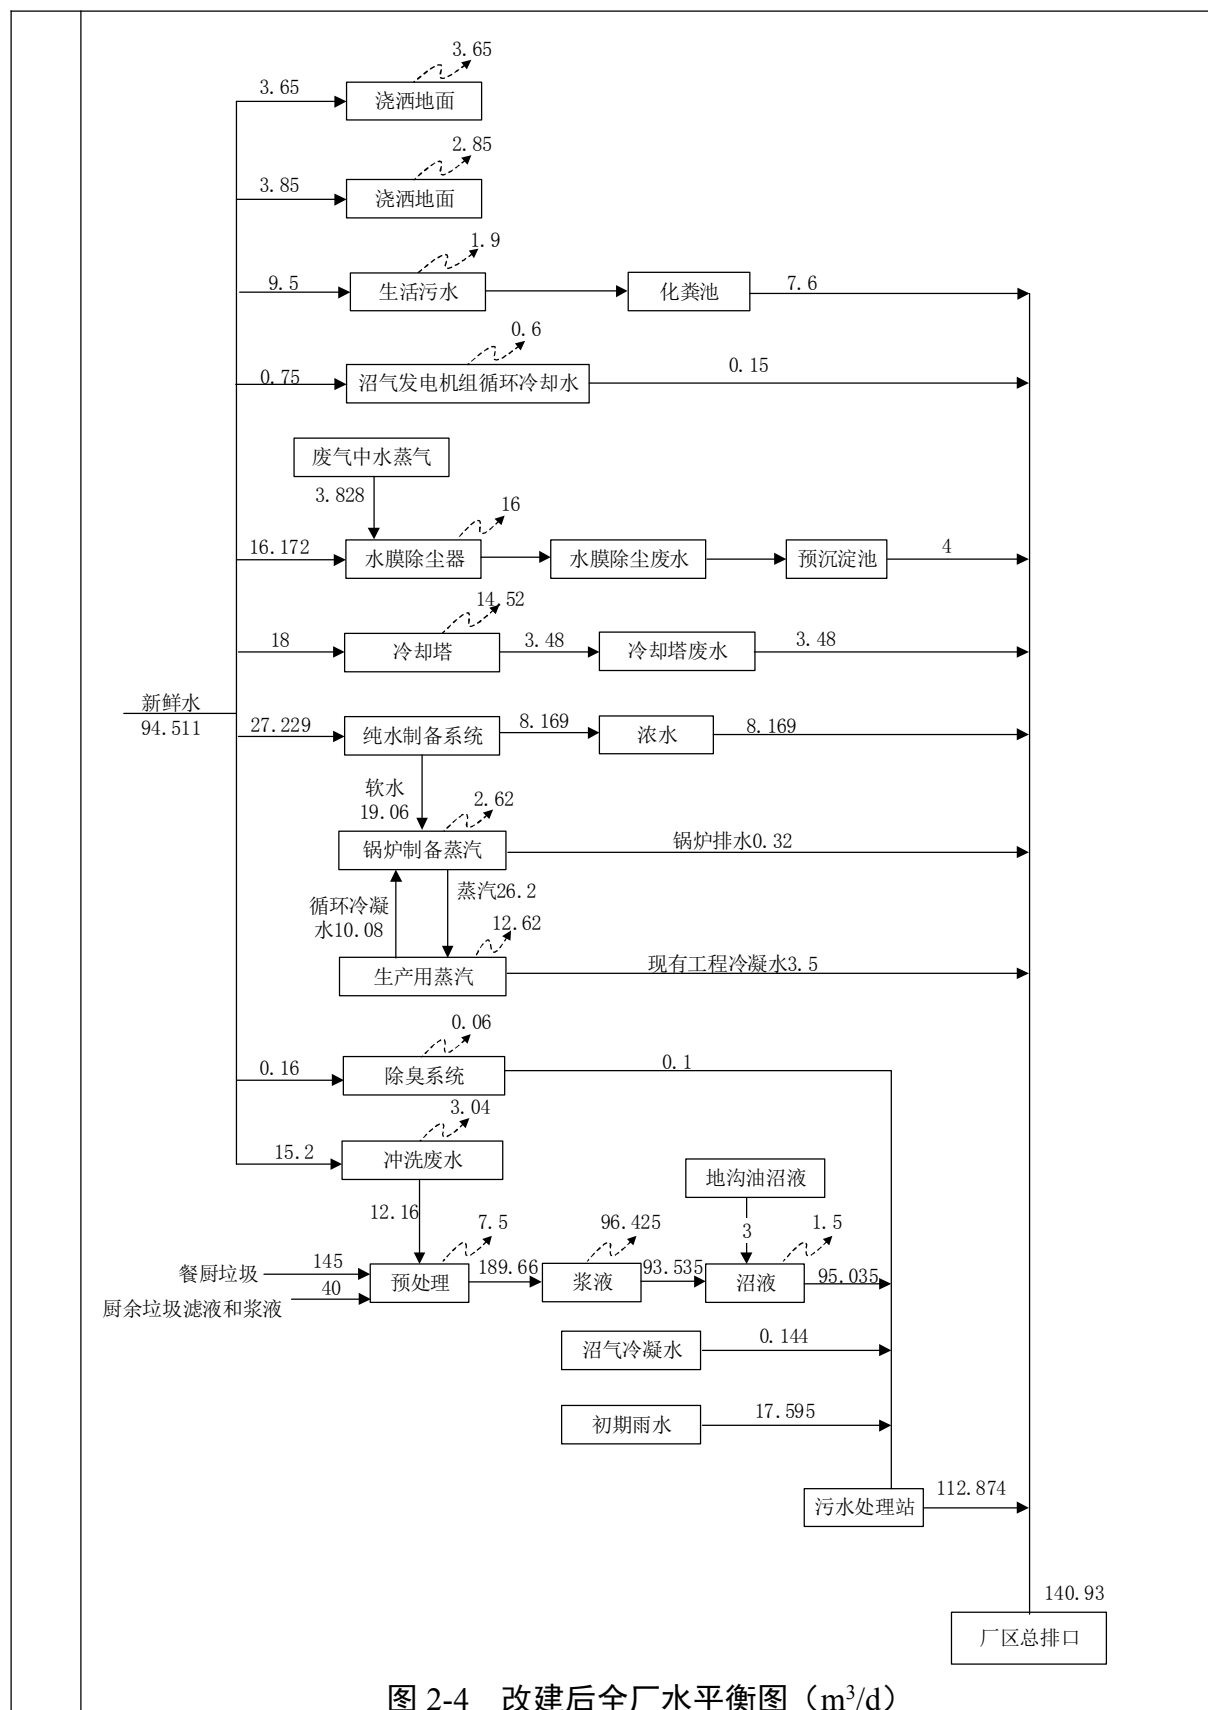 3.65
3.65
浇洒地面
2.85
3.85
浇洒地面
1.9
9.5
生活污水
化粪池
7.6
0.6
0.75
沼气发电机组循环冷却水
0.15
废气中水蒸气
3.828
16
16.172
水膜除尘器
水膜除尘废水
预沉淀池
4
14.52
18
冷却塔
3.48
冷却塔废水
3.48
新鲜水
94.511
27.229
纯水制备系统
8.169
浓水
8.169
软水
19.06
2.62
锅炉制备蒸汽
锅炉排水0.32
循环冷凝
水10.08
蒸汽26.2
12.62
生产用蒸汽
现有工程冷凝水3.5
0.06
0.16
除臭系统
0.1
3.04
15.2
冲洗废水
地沟油沼液
12.16
7.5
96.425
3
1.5
餐厨垃圾
145
厨余垃圾滤液和浆液
40
预处理
189.66
浆液
93.535
沼液
95.035
沼气冷凝水
0.144
初期雨水
17.595
污水处理站
112.874
140.93
厂区总排口
图 2-4 改建后全厂水平衡图（m³/d）